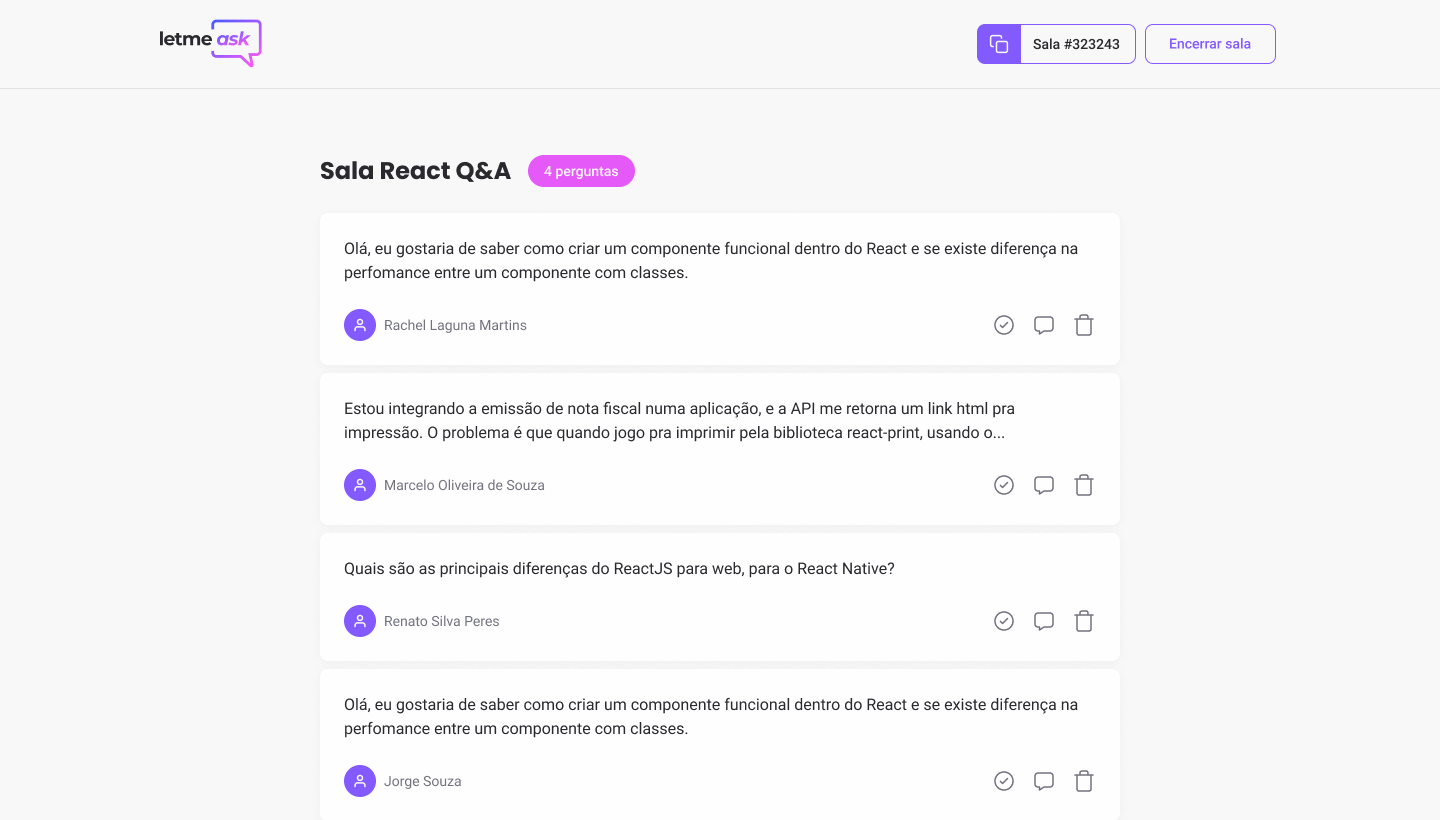 letme ask
Sala #323243
Encerrar sala
Sala React Q&A
4 perguntas
Olá, eu gostaria de saber como criar um componente funcional dentro do React e se existe diferença na
perfomance entre um componente com classes.
Rachel Laguna Martins
Estou integrando a emissão de nota fiscal numa aplicação, e a API me retorna um link html pra
impressão. O problema é que quando jogo pra imprimir pela biblioteca react-print, usando o...
Marcelo Oliveira de Souza
Quais são as principais diferenças do ReactJS para web, para o React Native?
Renato Silva Peres
Olá, eu gostaria de saber como criar um componente funcional dentro do React e se existe diferença na
perfomance entre um componente com classes.
Jorge Souza